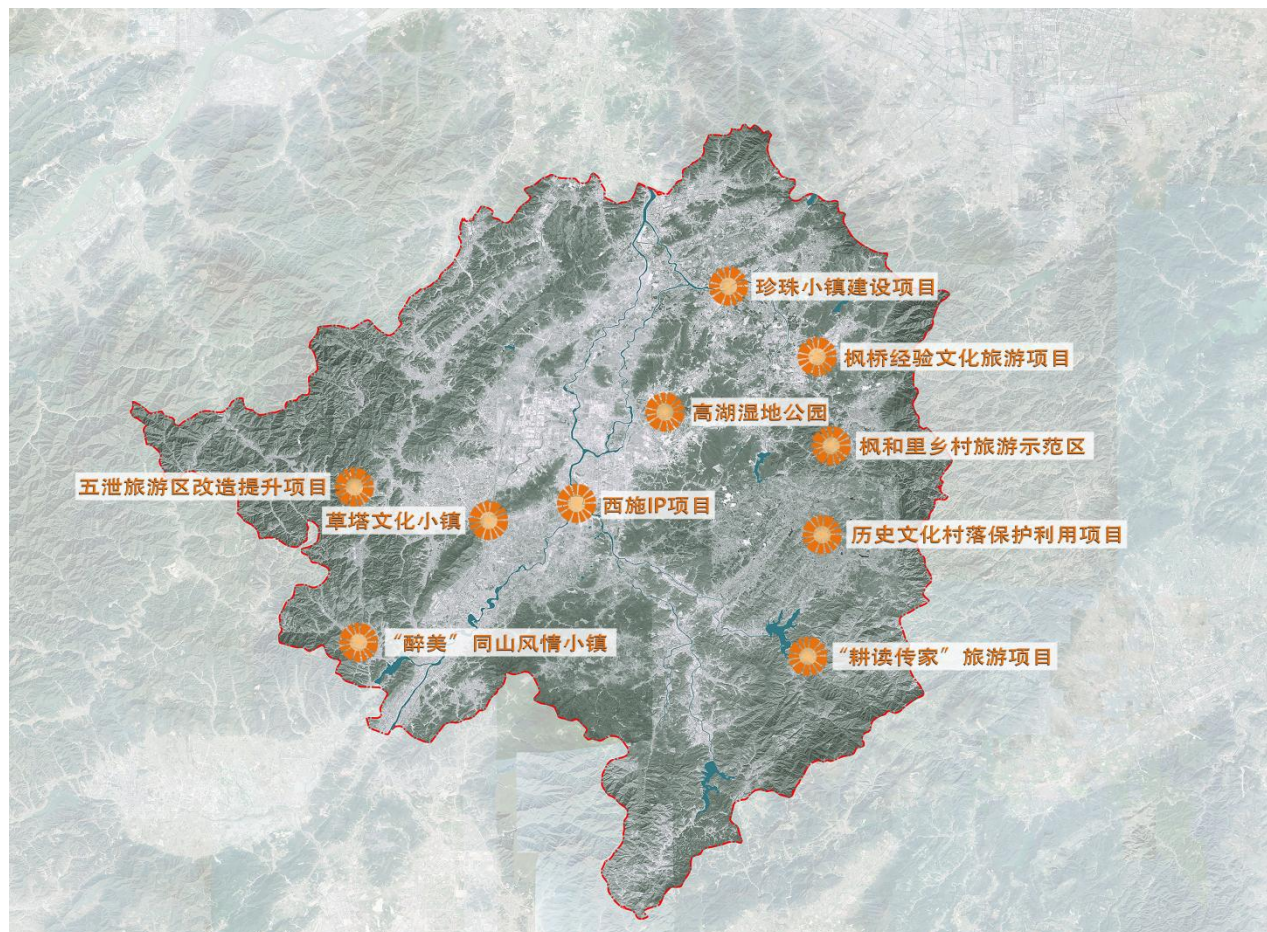 珍珠小镇建设项目
枫桥经验文化旅游项目
高湖湿地公园
枫和里乡村旅游示范区
五泄旅游区改造提升项目
西施IP项目
草塔文化小镇
历史文化村落保护利用项目
“醉美”同山风情小镇
“耕读传家”旅游项目